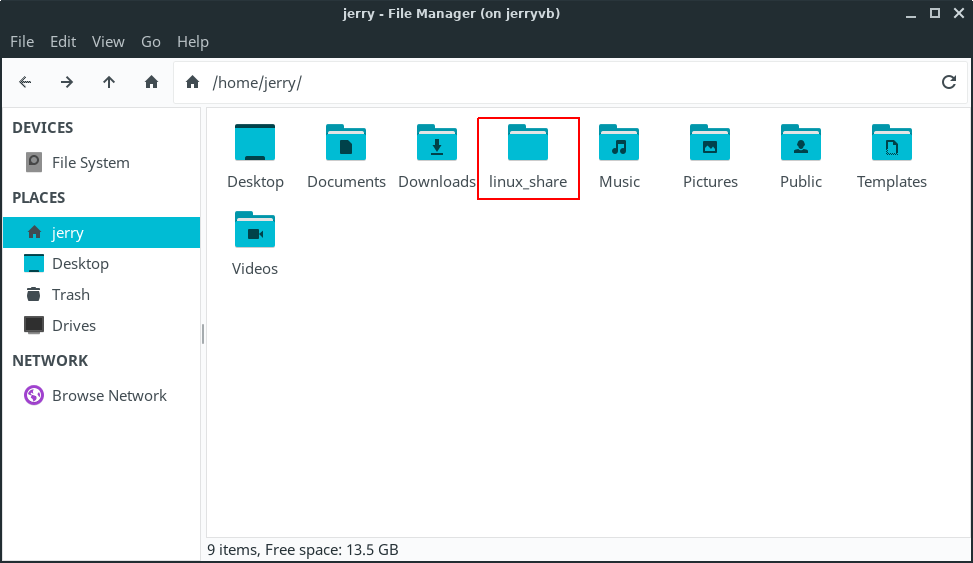 jerry - File Manager (on jerryvb)
File Edit View Go Help
/home/jerry/
DEVICES
File System
PLACES
jerry
Desktop
Trash
Drives
NETWORK
Browse Network
Desktop Documents Downloads linux_share Music Pictures Public Templates
Videos
9 items, Free space: 13.5 GB